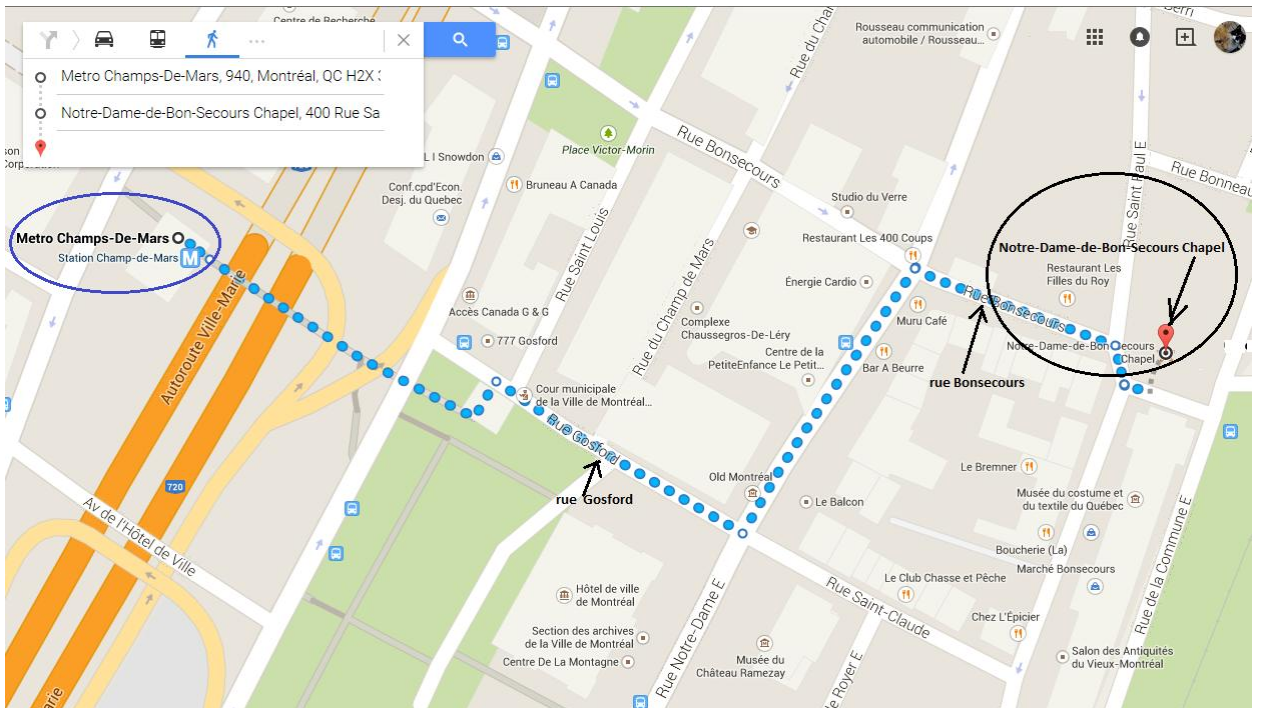 Centre de Recherche
Metro Champs-De-Mars, 940, Montréal, QC H2X
Notre-Dame-de-Bon-Secours Chapel, 400 Rue Sa
Rousseau communication
automobile / Rousseau...
Berri
Rue du Cha
L I Snowdon
Place Victor-Morin
Rue Bonsecours
Rue Saint Paul E
Rue Bonneau
Conf.cpd'Econ.
Desj. du Quebec
Bruneau A Canada
Studio du Verre
Metro Champs-De-Mars
Station Champ-de-Mars
M
Rue Saint Louis
Restaurant Les 400 Coups
Notre-Dame-de-Bon-Secours Chapel
Restaurant Les
Filles du Roy
Autoroute Ville-Marie
Accès Canada G & G
Rue du Champ de Mars
Énergie Cardio
Rue Bonsecours
Complexe
Chaussegros-De-Léry
Muru Café
777 Gosford
Centre de la
PetiteEnfance Le Petit...
Bar A Beurre
Notre-Dame-de-Bon-Secours
Chapel
rue Bonsecours
Cour municipale
de la Ville de Montréal...
Rue Gosford
rue Gosford
Old Montréal
Le Balcon
Le Bremner
720
Musée du costume et
du textile du Québec
Av de l'Hôtel de Ville
Boucherie (La)
Marché Bonsecours
Rue de la Commune E
Hôtel de ville
de Montréal
Le Club Chasse et Pêche
Rue Saint-Claude
Chez L'Épicier
Section des archives
de la Ville de Montréal
Centre De La Montagne
Rue Notre-Dame E
Musée du
Château Ramezay
Salon des Antiquités
du Vieux-Montréal
Le Royer E